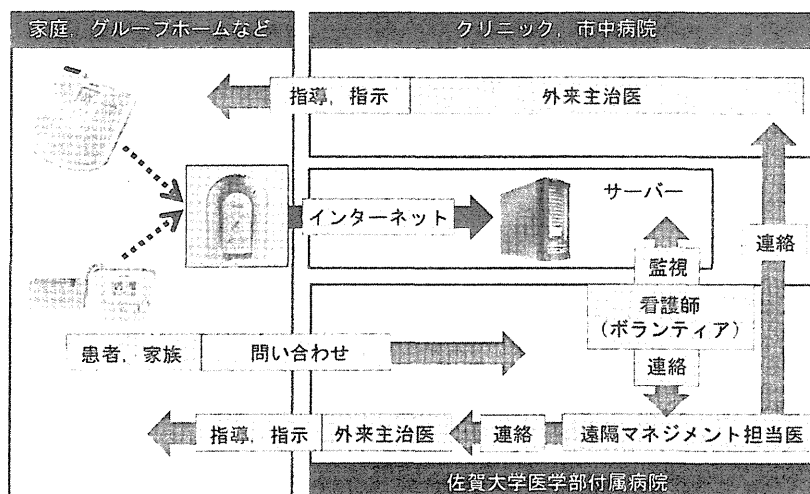 家庭，グループホームなど
クリニック，市中病院
指導，指示
外来主治医
サーバー
インターネット
連絡
監視
看護師
（ボランティア）
連絡
患者，家族
問い合わせ
指導，指示
外来主治医
連絡
遠隔マネジメント担当医
佐賀大学医学部付属病院